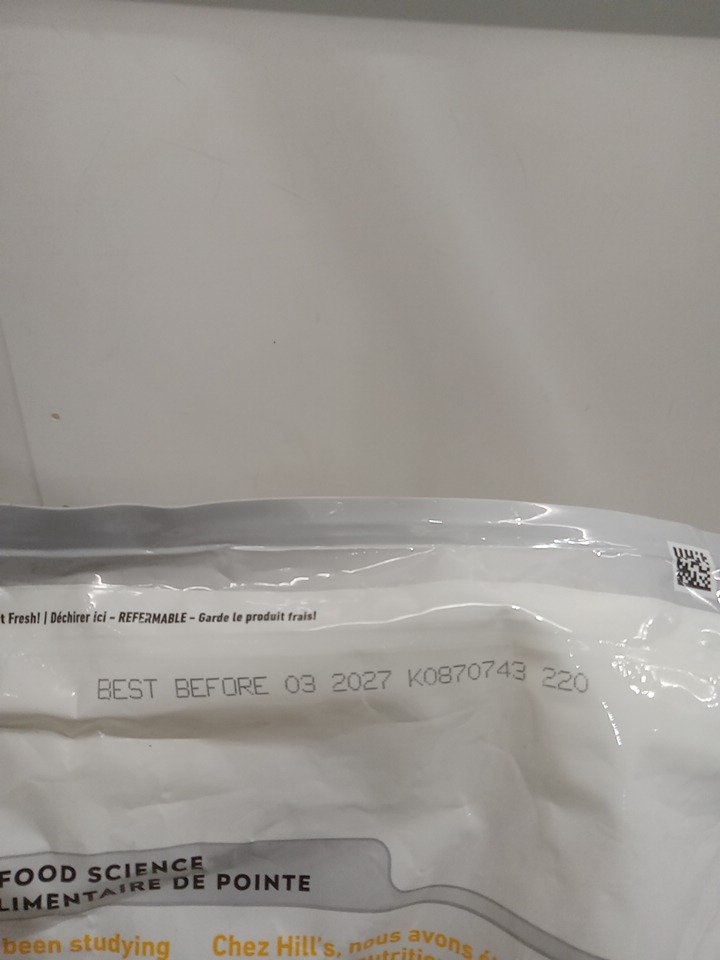 t Fresh! | Déchirer ici – REFERMABLE – Garde le produit frais!
BEST BEFORE 03 2027 K0870743 220
FOOD SCIENCE
LIMENTAIRE DE POINTE
been studying
Chez Hill's, nous avons